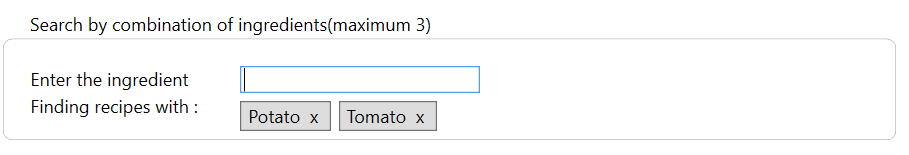 Search by combination of ingredients(maximum 3)
Enter the ingredient
Finding recipes with :
Potato x Tomato x